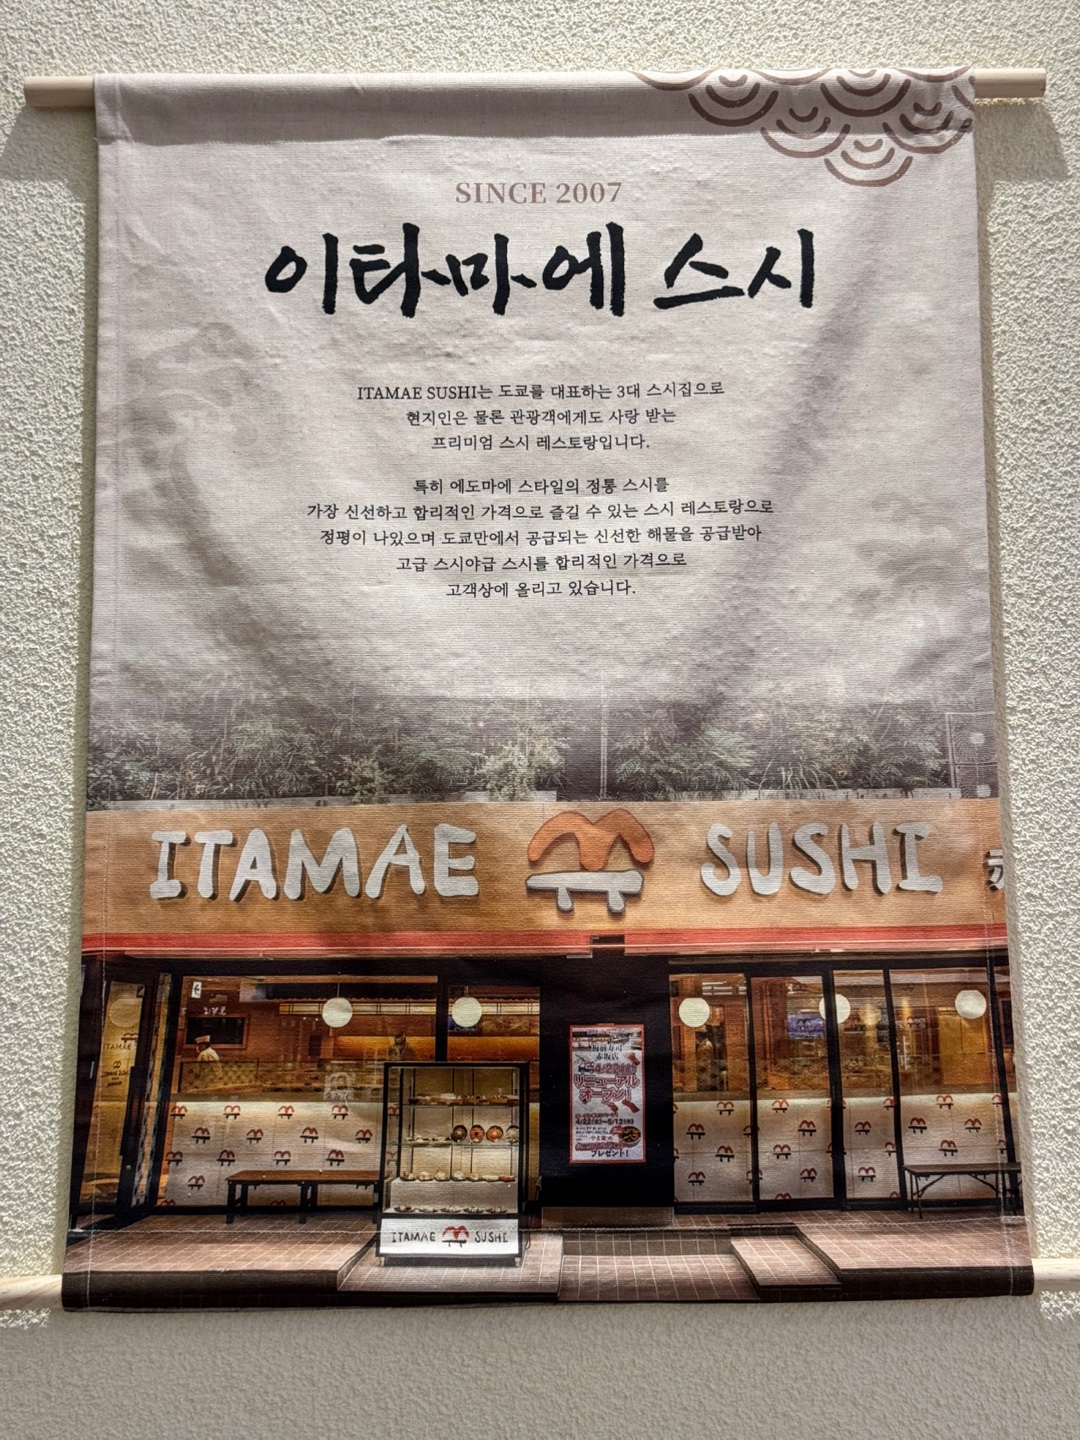 SINCE 2007
이타마에 스시
ITAMAE SUSHI는 도쿄를 대표하는 3대 스시집으로
현지인은 물론 관광객에게도 사랑 받는
프리미엄 스시 레스토랑입니다.
특히 에도마에 스타일의 정통 스시를
가장 신선하고 합리적인 가격으로 즐길 수 있는 스시 레스토랑으로
정평이 나있으며 도쿄만에서 공급되는 신선한 해물을 공급받아
고급 스시야급 스시를 합리적인 가격으로
고객상에 올리고 있습니다.
ITAMAE SUSHI
ITAMAE
赤坂店
4/22
リニューアル
オープン!
プレゼント!
ITAMAE SUSHI